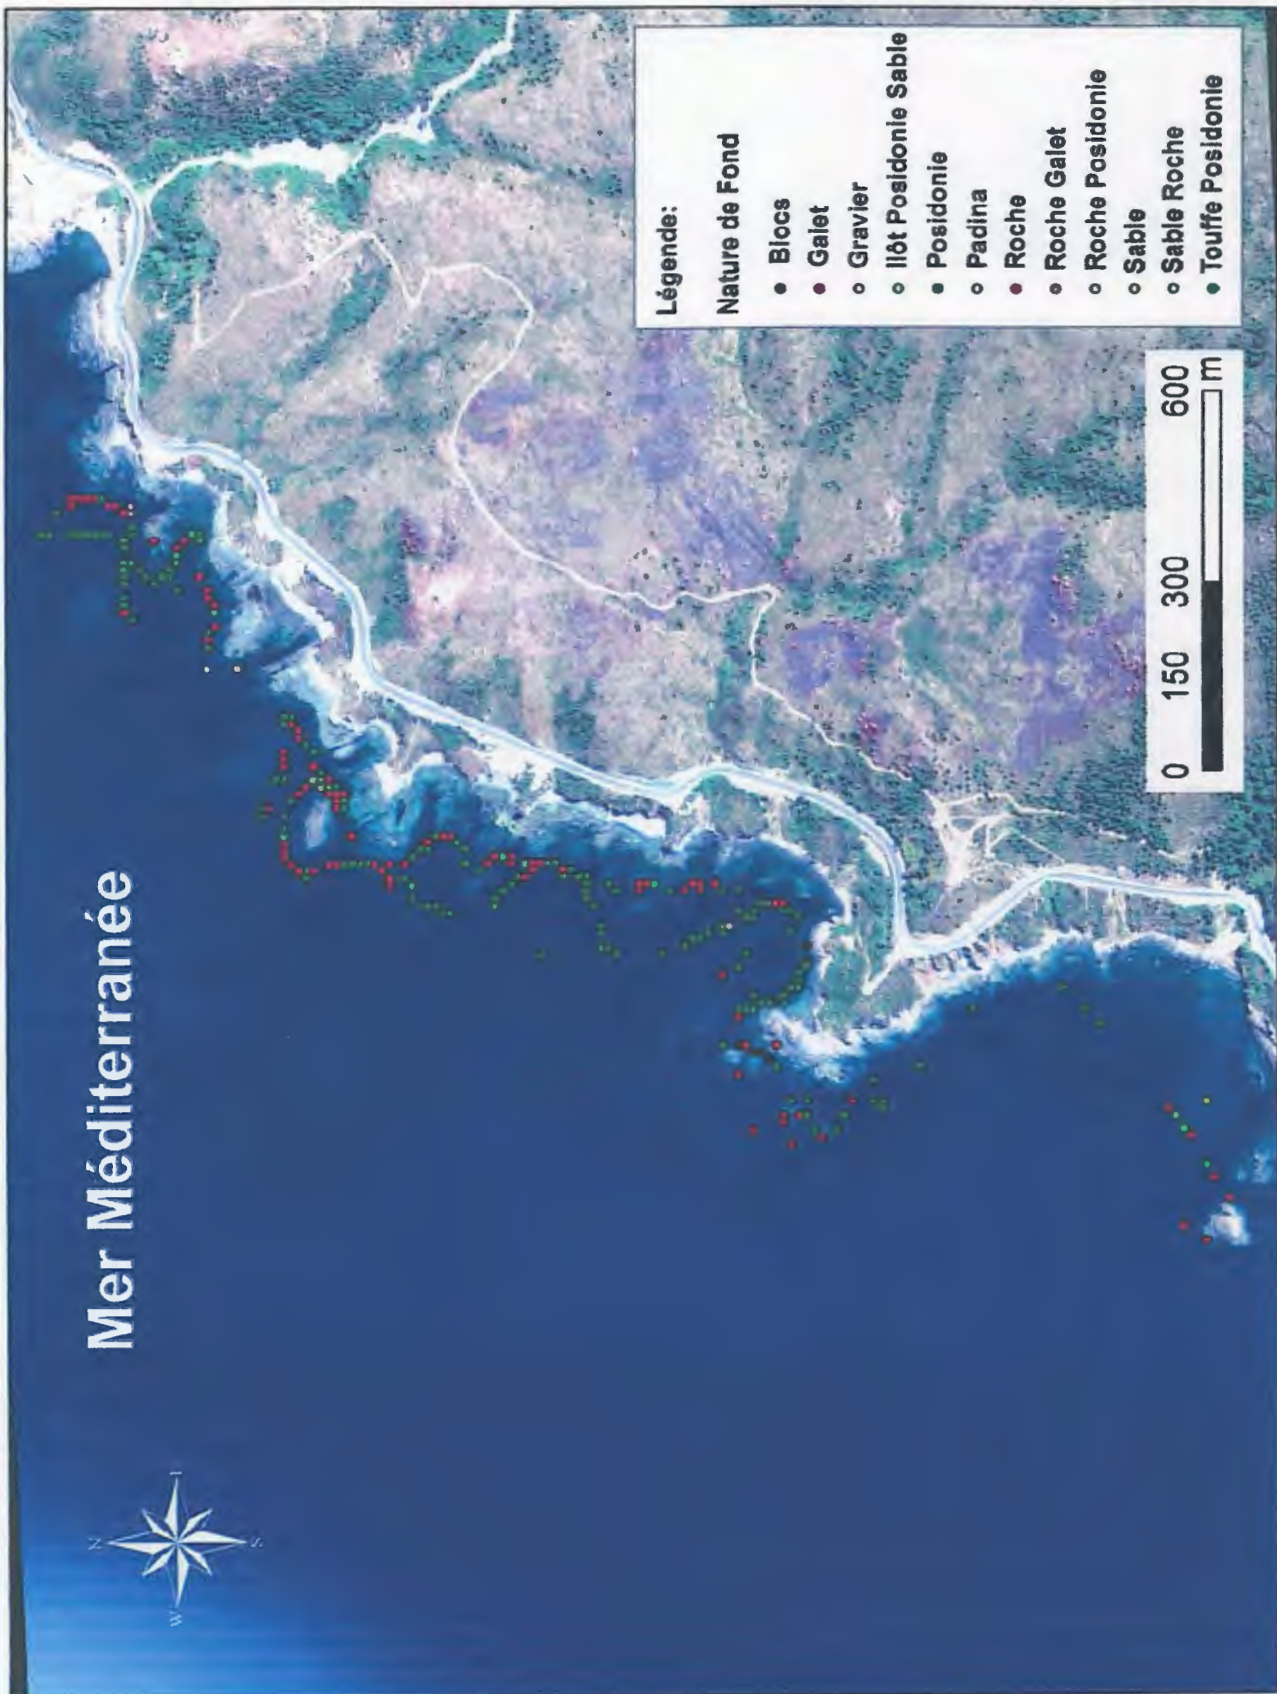 Mer Méditerranée
N
W
S
Légende:
Nature de Fond
Blocs
Galet
Gravier
Ilôt Posidonie Sable
Posidonie
Padina
Roche
Roche Galet
Roche Posidonie
Sable
Sable Roche
Touffe Posidonie
0 150 300 600
m